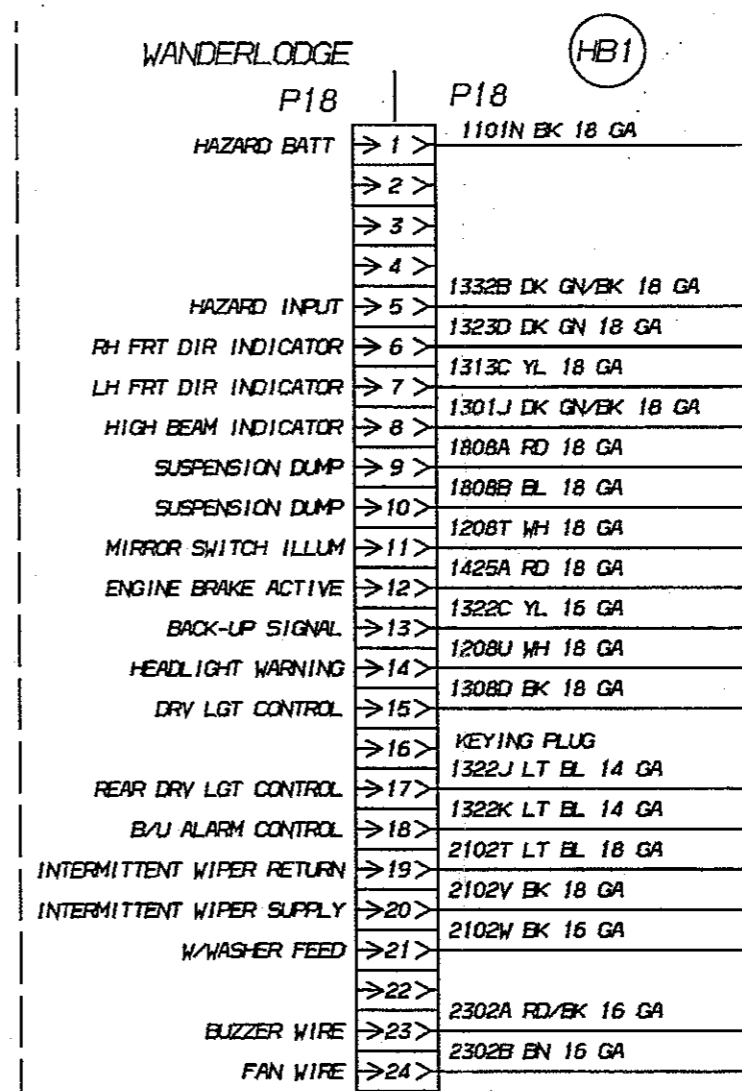 WANDERLODGE HB1
P18 P18
HAZARD BATT 1 1101N BK 18 GA
2
3
4
HAZARD INPUT 5 1332B DK GN/BK 18 GA
RH FRT DIR INDICATOR 6 1323D DK GN 18 GA
LH FRT DIR INDICATOR 7 1313C YL 18 GA
HIGH BEAM INDICATOR 8 1301J DK GN/BK 18 GA
SUSPENSION DUMP 9 1808A RD 18 GA
SUSPENSION DUMP 10 1808B BL 18 GA
MIRROR SWITCH ILLUM 11 1208T WH 18 GA
ENGINE BRAKE ACTIVE 12 1425A RD 18 GA
BACK-UP SIGNAL 13 1322C YL 16 GA
HEADLIGHT WARNING 14 1208U WH 18 GA
DRV LGT CONTROL 15 1308D BK 18 GA
16 KEYING PLUG
REAR DRV LGT CONTROL 17 1322J LT BL 14 GA
B/U ALARM CONTROL 18 1322K LT BL 14 GA
INTERMITTENT WIPER RETURN 19 2102T LT BL 18 GA
INTERMITTENT WIPER SUPPLY 20 2102V BK 18 GA
W/WASHER FEED 21 2102W BK 16 GA
22
BUZZER WIRE 23 2302A RD/BK 16 GA
FAN WIRE 24 2302B BN 16 GA